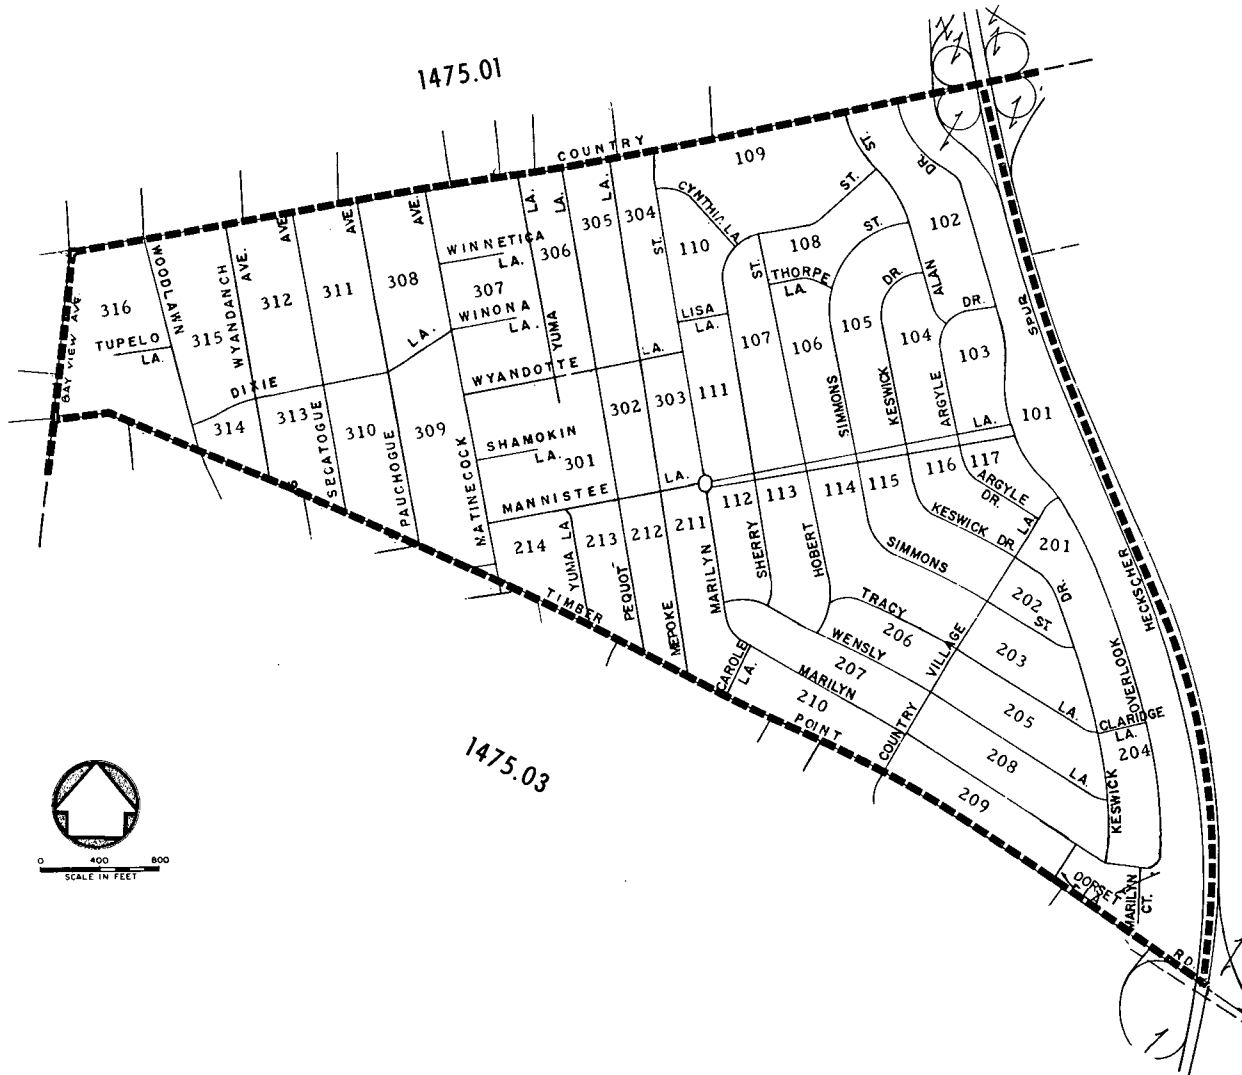 1475.01
COUNTRY
109
ST.
DR.
CYNTHIC LA.
ST.
LA.
LA.
LA.
305
304
ST.
110
108
ST.
102
WOODLAWN
WYANDANCH
AVE.
AVE.
AVE.
AVE.
WINNETICA
LA.
306
ST.
THORPE
LA.
DR.
ALAN
DR.
316
315
312
311
308
307
WINONA
LA.
YUMA
LISA
LA.
107
106
105
104
103
SPUR
BAY VIEW AVE.
TUPELO
LA.
DIXIE
LA.
WYANDOTTE
LA.
SIMMONS
KESWICK
ARGYLE
314
313
310
309
302
303
111
LA.
101
SECATOGUE
PAUCHOGUE
MATINECOCK
SHAMOKIN
LA.
301
MANNISTEE
LA.
112
113
114
115
116
117
ARGYLE
DR.
KESWICK DR.
LA.
201
214
YUMA LA.
213
212
211
PEQUOT
MEPOKE
MARILYN
SHERRY
HOBERT
SIMMONS
ST.
202
DR.
HECKSCHER
S.
TIMBER
POINT
RD.
TRACY
LA.
206
WENSLY
LA.
VILLAGE
203
OVERLOOK
CAROLE
LA.
207
MARILYN
210
205
CLARIDGE
LA.
204
COUNTRY
208
209
KESWICK
1475.03
DORSET
LA.
MARILYN
CT.
0 400 800
SCALE IN FEET